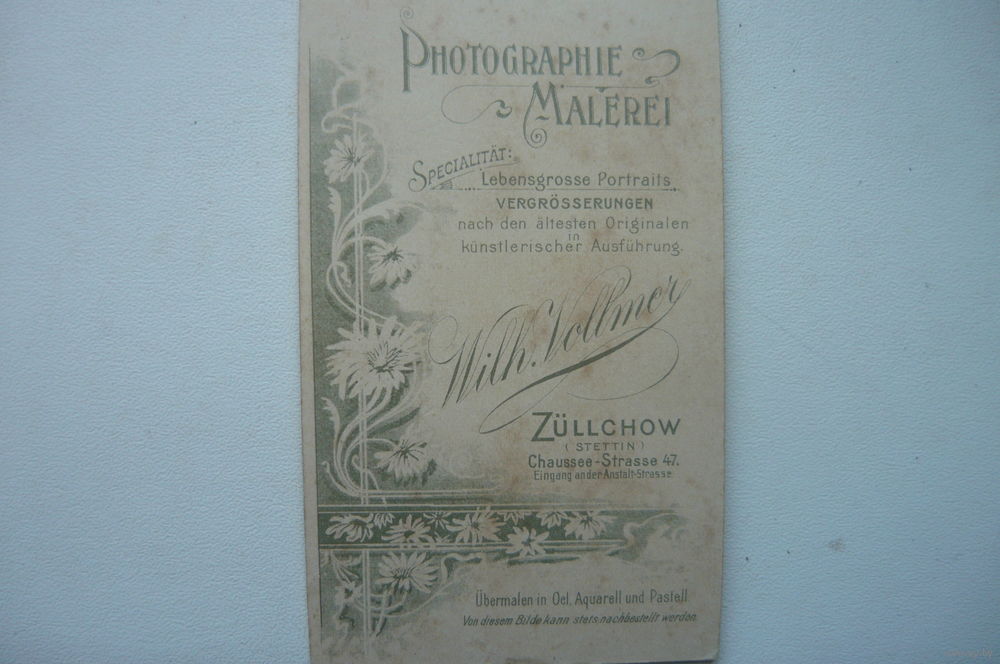 PHOTOGRAPHIE
MALEREI
SPECIALITÄT:
Lebensgrosse Portraits
VERGRÖSSERUNGEN
nach den ältesten Originalen
in
künstlerischer Ausführung.
Wilh. Vollmer
ZÜLLCHOW
(STETTIN)
Chaussee-Strasse 47.
Eingang an der Anstalt-Strasse
Übermalen in Oel, Aquarell und Pastell
Von diesem Bilde kann stets nachbestellt werden.